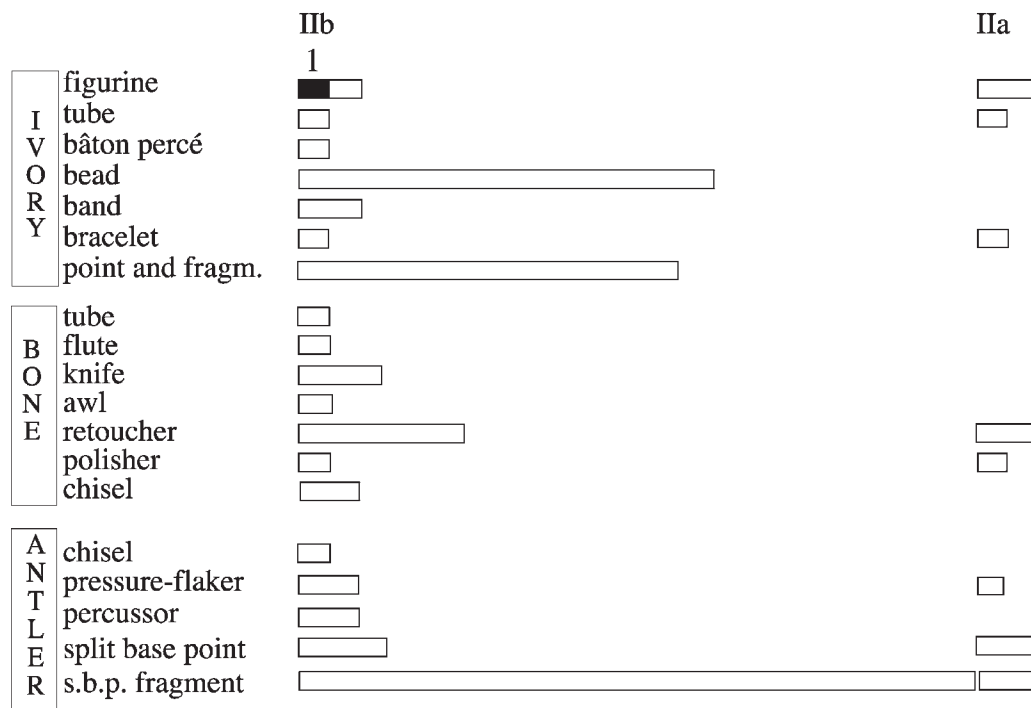 IIb IIa
1
IVORY
figurine
tube
bâton percé
bead
band
bracelet
point and fragm.
BONE
tube
flute
knife
awl
retoucher
polisher
chisel
ANTLER
chisel
pressure-flaker
percussor
split base point
s.b.p. fragment